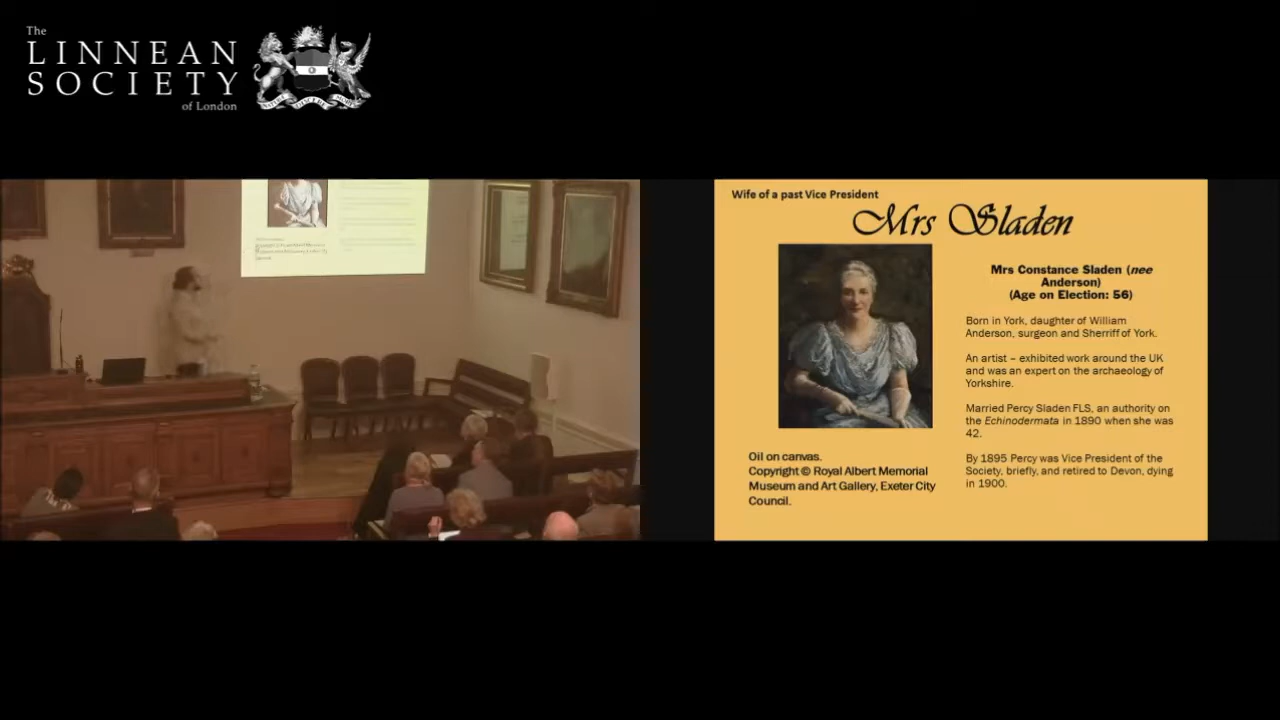 The
LINNEAN
SOCIETY
of London
Wife of a past Vice President
Mrs Sladen
Mrs Constance Sladen (nee
Anderson)
(Age on Election: 56)
Born in York, daughter of William
Anderson, surgeon and Sherriff of York.
An artist – exhibited work around the UK
and was an expert on the archaeology of
Yorkshire.
Married Percy Sladen FLS, an authority on
the Echinodermata in 1890 when she was
42.
By 1895 Percy was Vice President of the
Society, briefly, and retired to Devon, dying
in 1900.
Oil on canvas.
Copyright © Royal Albert Memorial
Museum and Art Gallery, Exeter City
Council.